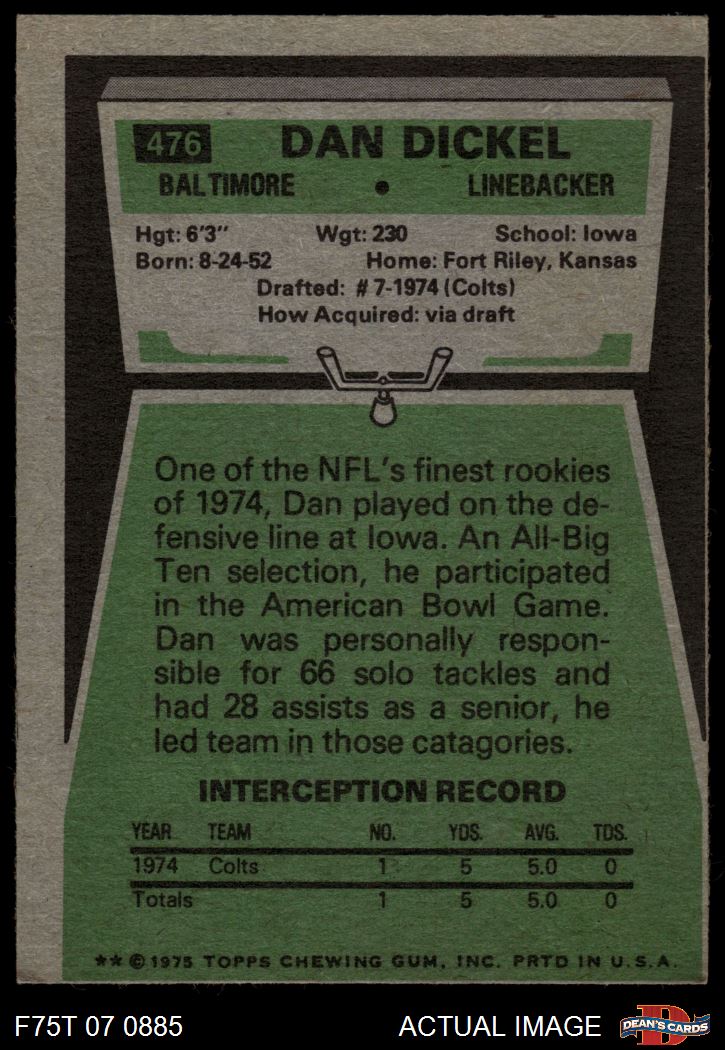 476 DAN DICKEL
BALTIMORE • LINEBACKER
Hgt: 6'3" Wgt: 230 School: Iowa
Born: 8-24-52 Home: Fort Riley, Kansas
Drafted: #7-1974 (Colts)
How Acquired: via draft
One of the NFL's finest rookies
of 1974, Dan played on the de-
fensive line at Iowa. An All-Big
Ten selection, he participated
in the American Bowl Game.
Dan was personally respon-
sible for 66 solo tackles and
had 28 assists as a senior, he
led team in those catagories.
INTERCEPTION RECORD
YEAR TEAM NO. YDS. AVG. TDS.
1974 Colts 1 5 5.0 0
Totals 1 5 5.0 0
** © 1975 TOPPS CHEWING GUM, INC. PRTD IN U.S.A.
F75T 07 0885 ACTUAL IMAGE D DEAN'S CARDS